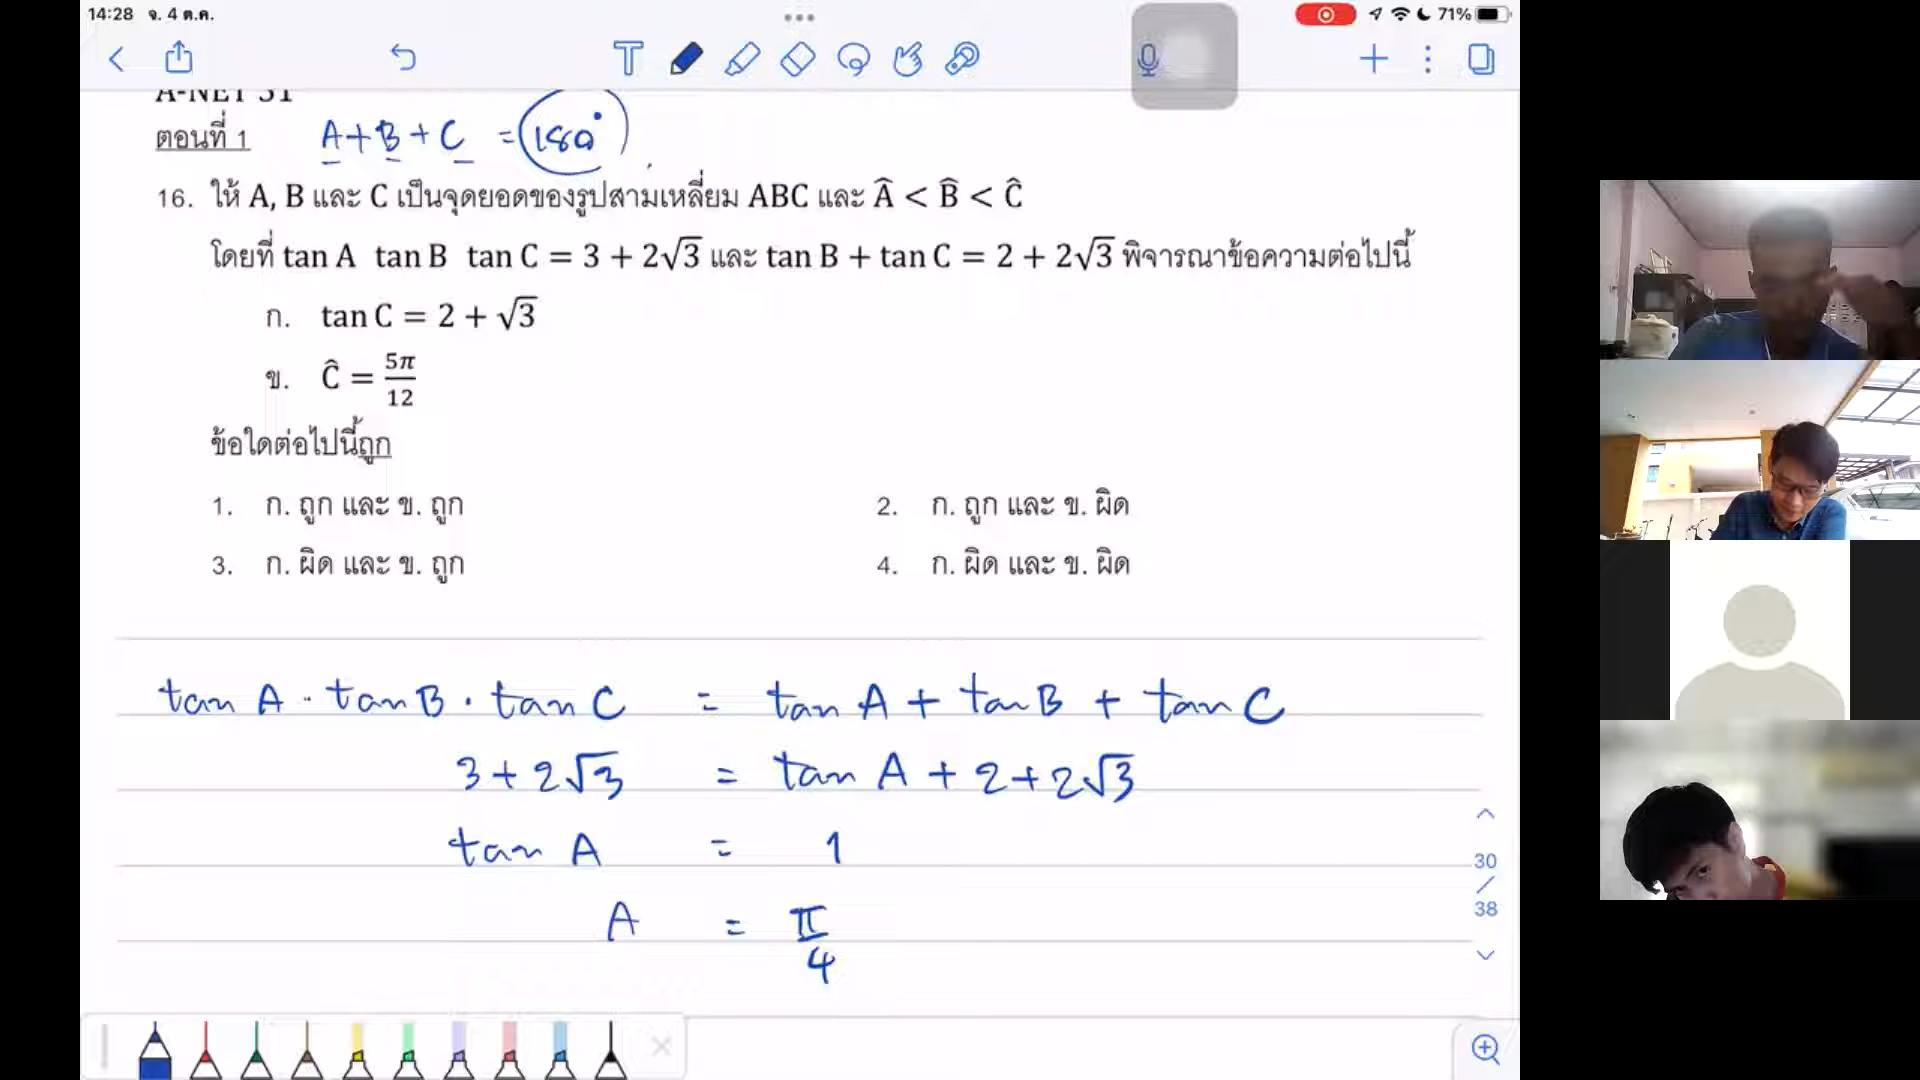 14:28 จ. 4 ต.ค.
71%
A-NET 51
ตอนที่ 1
A + B + C = 180°
16. ให้ A, B และ C เป็นจุดยอดของรูปสามเหลี่ยม ABC และ Â < B̂ < Ĉ
โดยที่ tan A tan B tan C = 3 + 2√3 และ tan B + tan C = 2 + 2√3 พิจารณาข้อความต่อไปนี้
ก. tan C = 2 + √3
ข. Ĉ = 5π/12
ข้อใดต่อไปนี้ถูก
1. ก. ถูก และ ข. ถูก
2. ก. ถูก และ ข. ผิด
3. ก. ผิด และ ข. ถูก
4. ก. ผิด และ ข. ผิด
tan A · tan B · tan C = tan A + tan B + tan C
3 + 2√3 = tan A + 2 + 2√3
tan A = 1
A = π/4
30
/
38